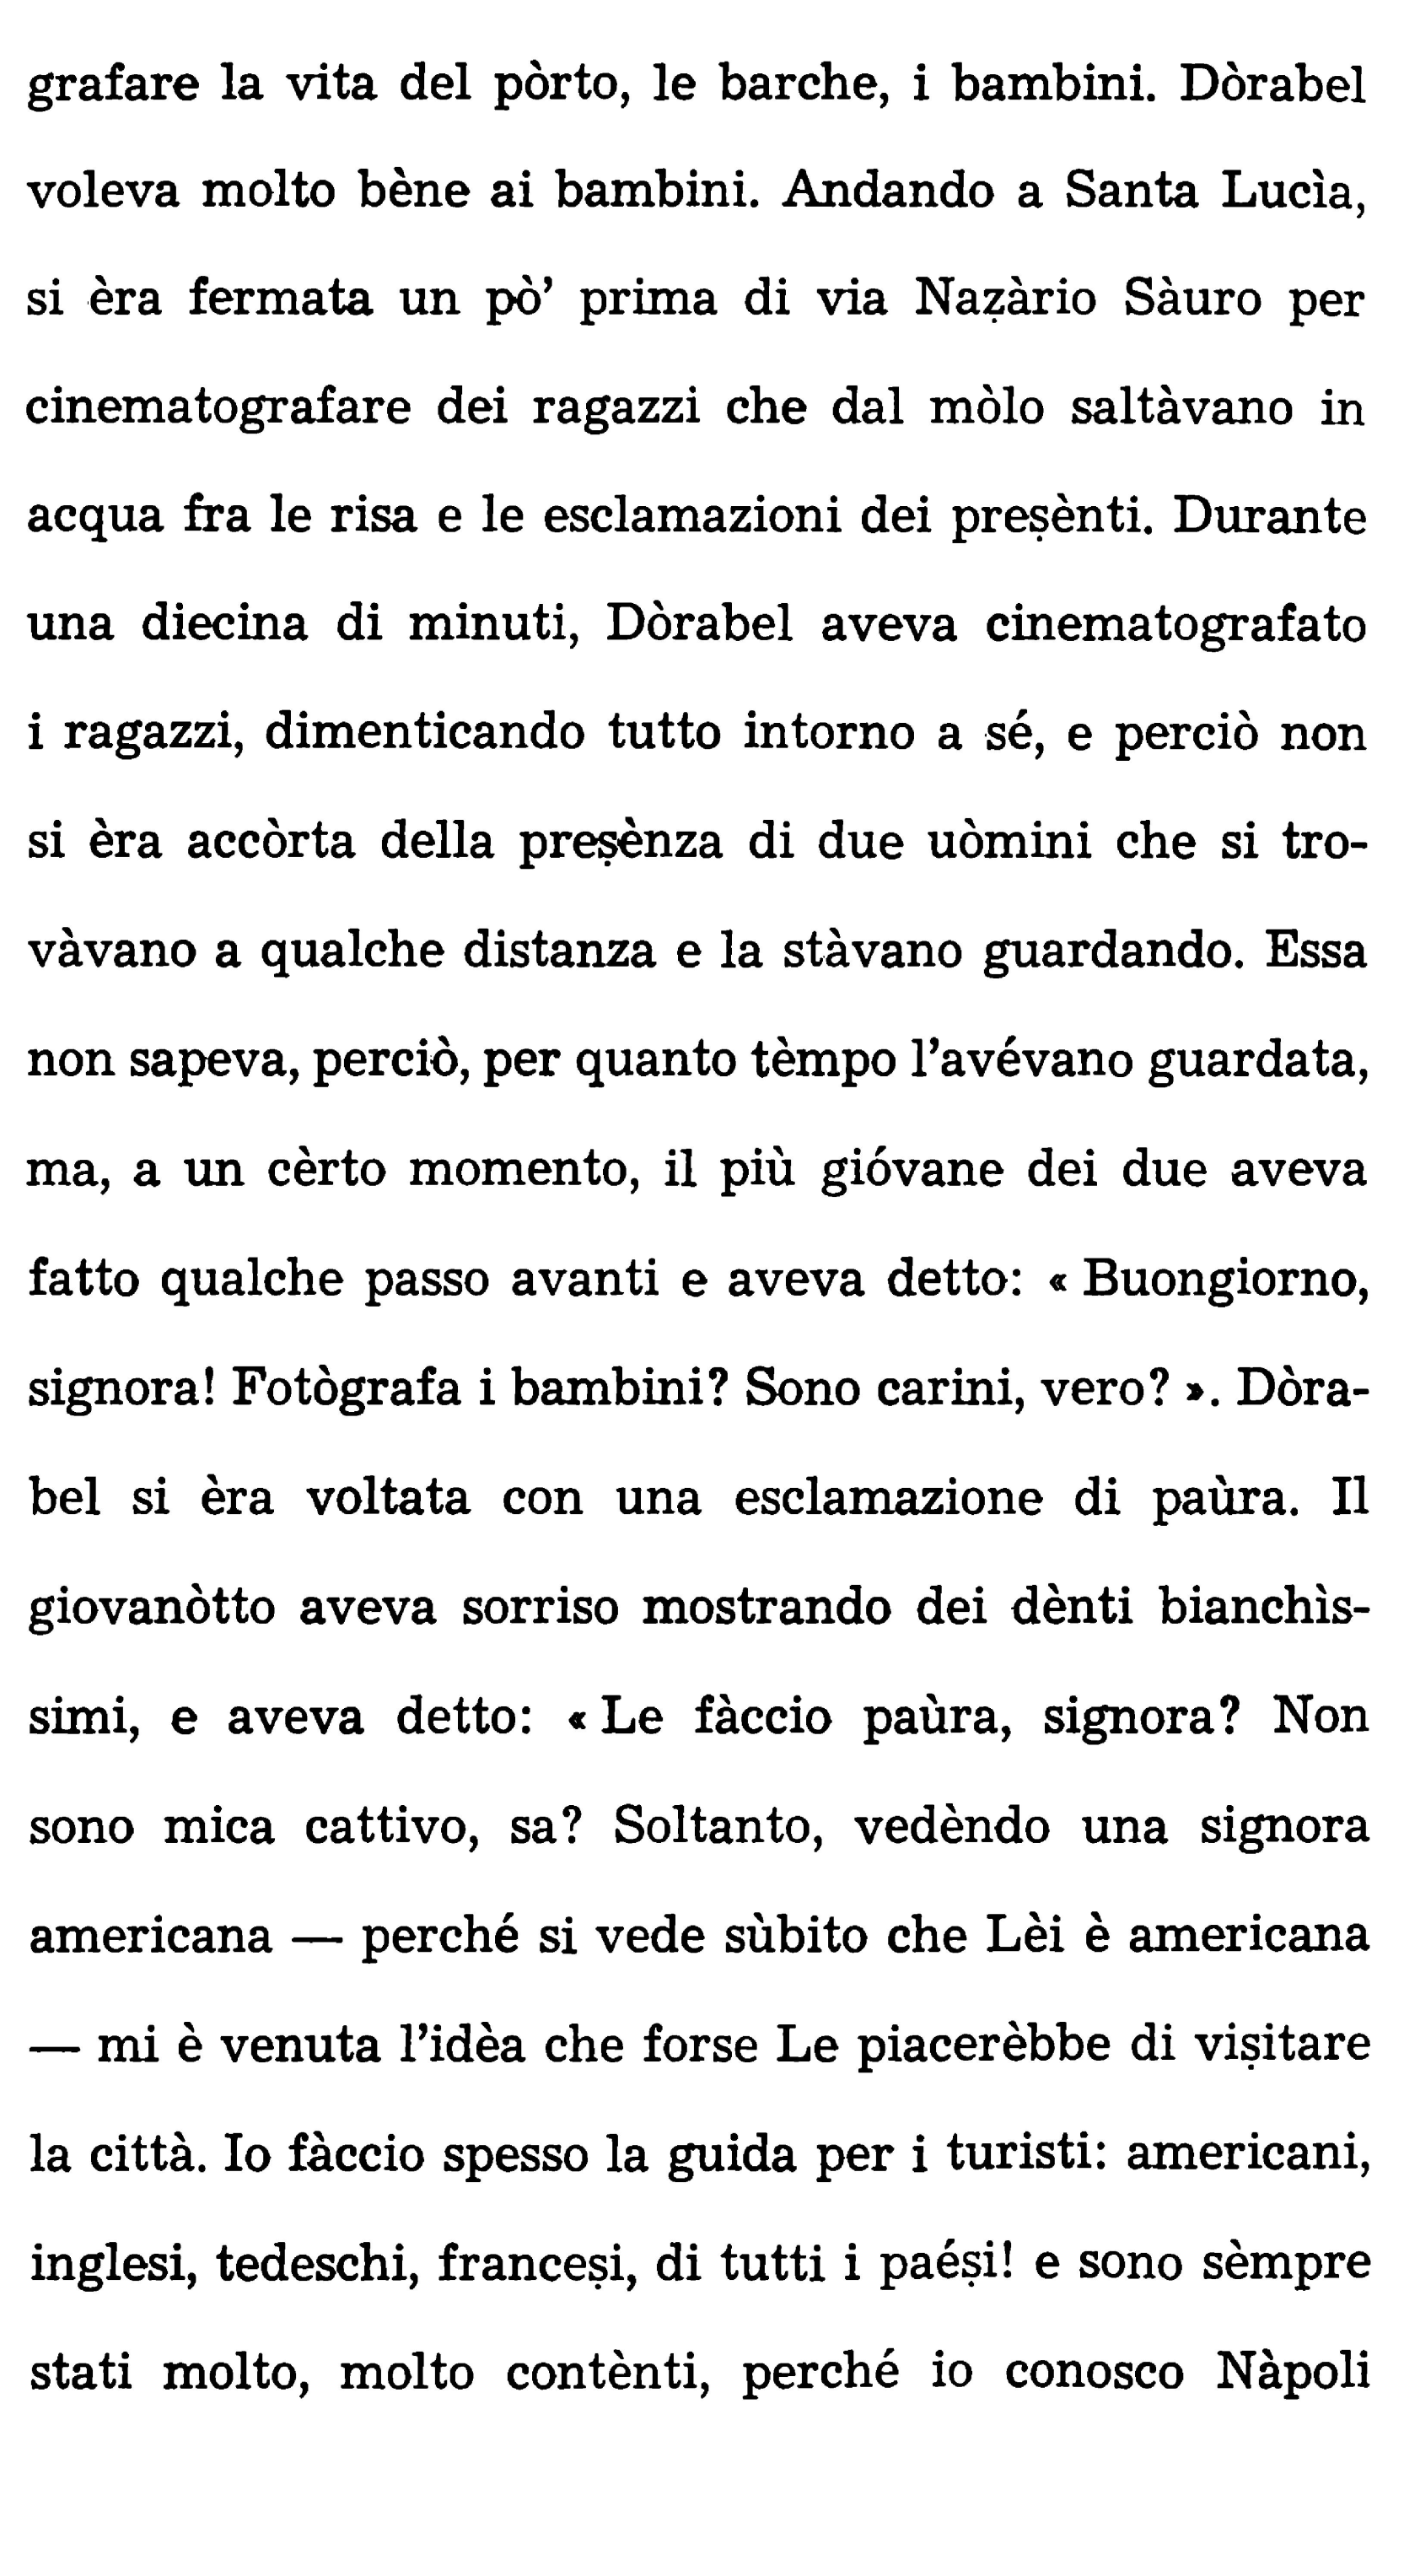 grafare la vita del pòrto, le barche, i bambini. Dòrabel
voleva molto bène ai bambini. Andando a Santa Lucìa,
si èra fermata un pò’ prima di via Naẓàrio Sàuro per
cinematografare dei ragazzi che dal mòlo saltàvano in
acqua fra le risa e le esclamazioni dei preṣènti. Durante
una diecina di minuti, Dòrabel aveva cinematografato
i ragazzi, dimenticando tutto intorno a sé, e perciò non
si èra accòrta della preṣènza di due uòmini che si tro-
vàvano a qualche distanza e la stàvano guardando. Essa
non sapeva, perciò, per quanto tèmpo l’avévano guardata,
ma, a un cèrto momento, il più gióvane dei due aveva
fatto qualche passo avanti e aveva detto: « Buongiorno,
signora! Fotògrafa i bambini? Sono carini, vero? ». Dòra-
bel si èra voltata con una esclamazione di paùra. Il
giovanòtto aveva sorriso mostrando dei dènti bianchìs-
simi, e aveva detto: « Le fàccio paùra, signora? Non
sono mica cattivo, sa? Soltanto, vedèndo una signora
americana — perché si vede sùbito che Lèi è americana
— mi è venuta l’idèa che forse Le piacerèbbe di viṣitare
la città. Io fàccio spesso la guida per i turisti: americani,
inglesi, tedeschi, franceṣi, di tutti i paéṣi! e sono sèmpre
stati molto, molto contènti, perché io conosco Nàpoli